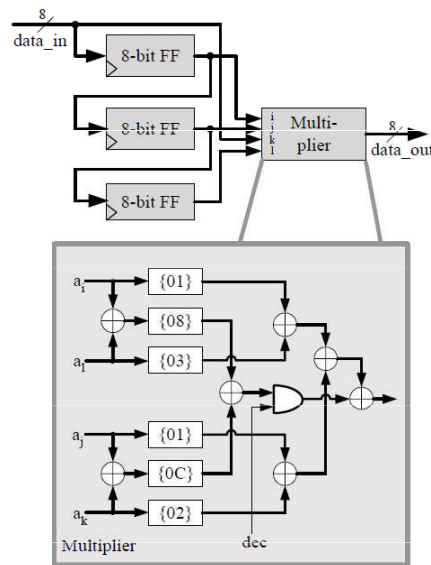 8
data_in
8-bit FF
8-bit FF
8-bit FF
i
j
k
l
Multi-
plier
8
data_out
a_i
{01}
{08}
a_l
{03}
a_j
{01}
{0C}
a_k
{02}
Multiplier
dec